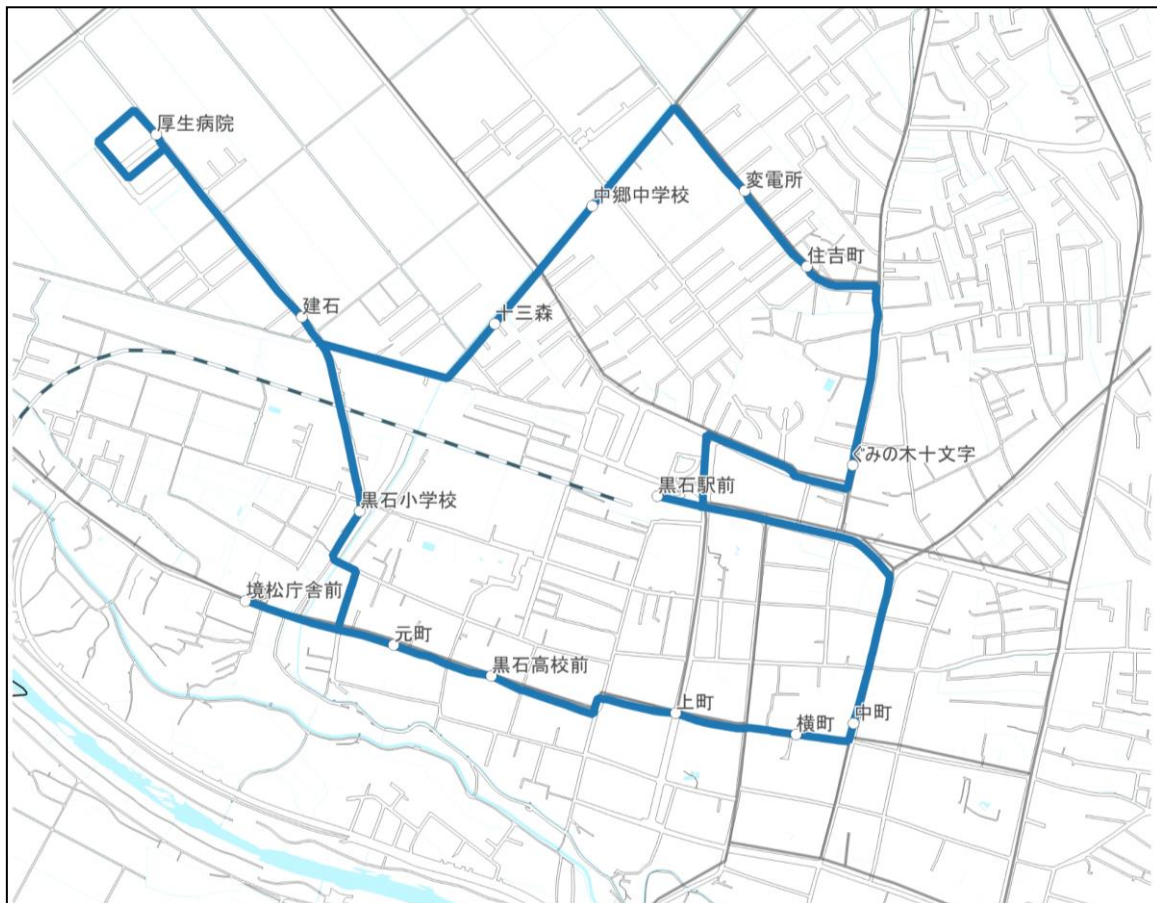 厚生病院
変電所
中郷中学校
住吉町
建石
十三森
ぐみの木十文字
黒石駅前
黒石小学校
境松庁舎前
元町
黒石高校前
上町
中町
横町